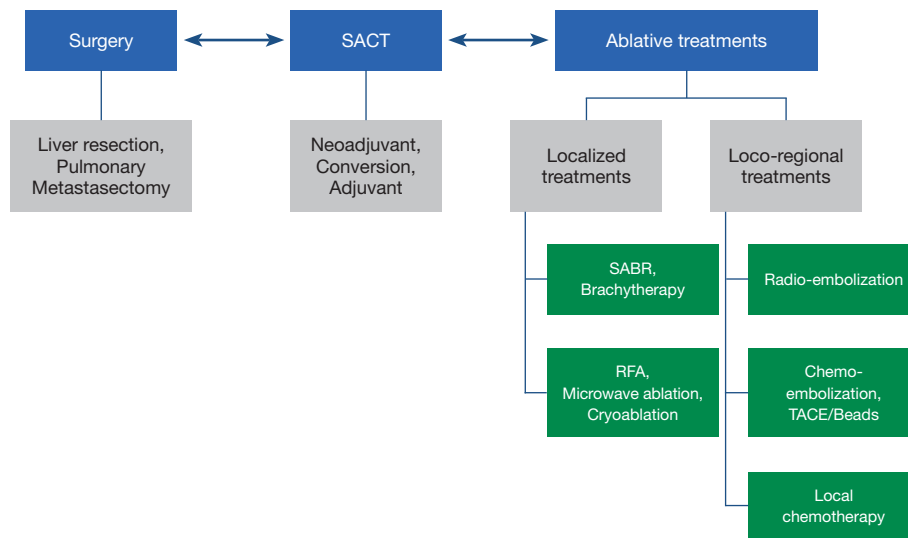 Surgery
SACT
Ablative treatments
Liver resection,
Pulmonary
Metastasectomy
Neoadjuvant,
Conversion,
Adjuvant
Localized
treatments
Loco-regional
treatments
SABR,
Brachytherapy
Radio-embolization
RFA,
Microwave ablation,
Cryoablation
Chemo-
embolization,
TACE/Beads
Local
chemotherapy